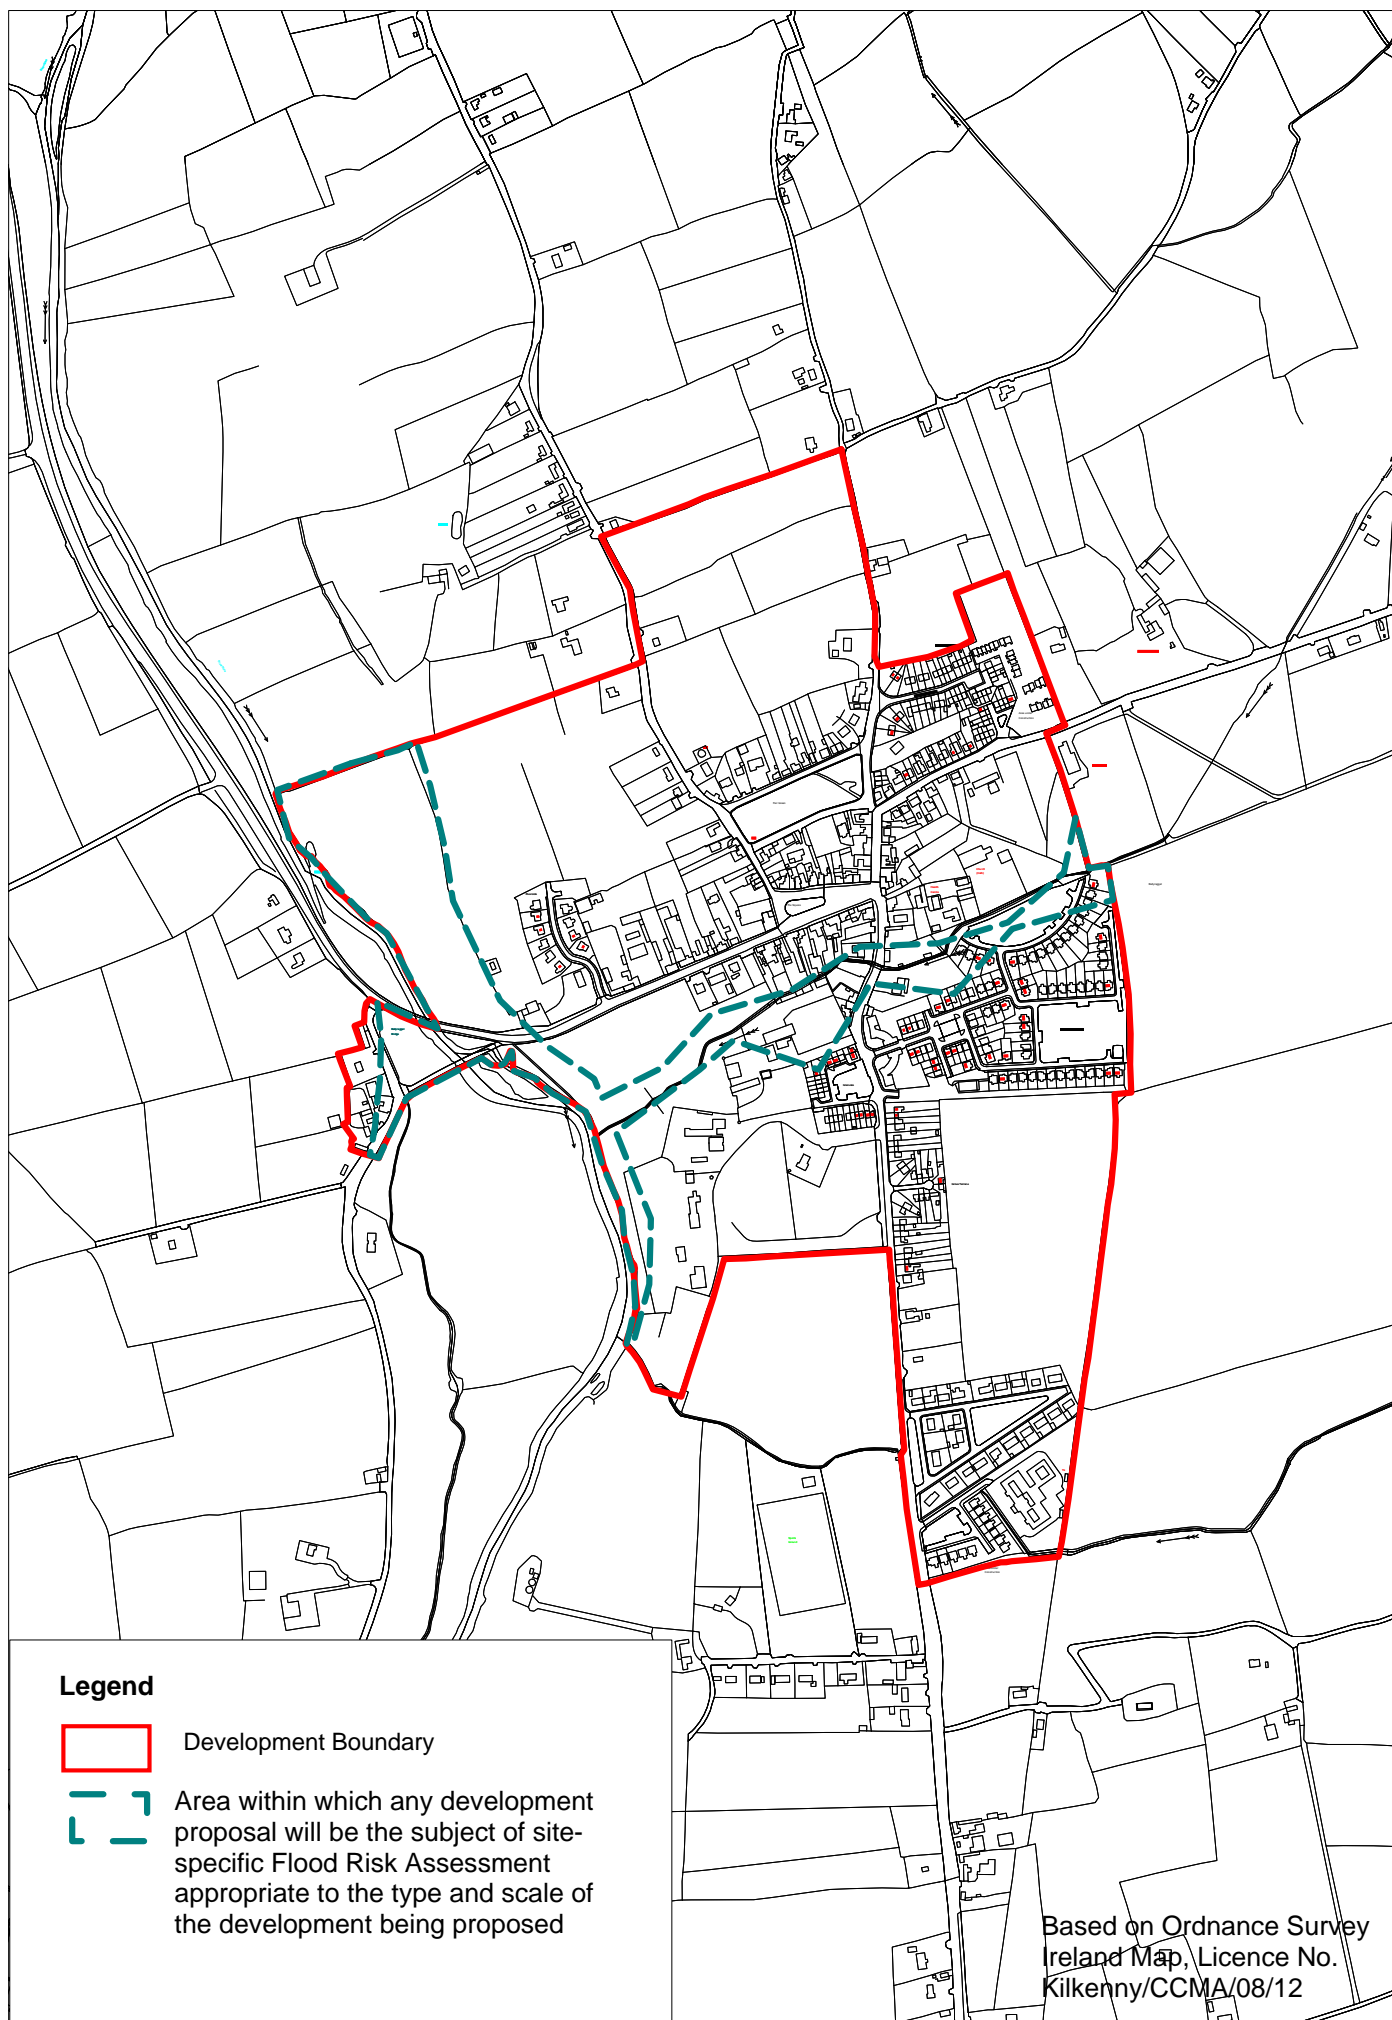 Legend
Development Boundary
Area within which any development
proposal will be the subject of site-
specific Flood Risk Assessment
appropriate to the type and scale of
the development being proposed
Based on Ordnance Survey
Ireland Map, Licence No.
Kilkenny/CCMA/08/12